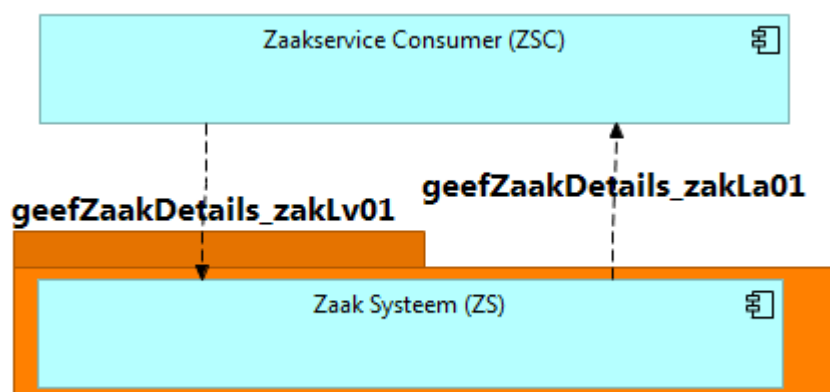 Zaakservice Consumer (ZSC)
geefZaakDetails_zakLa01
geefZaakDetails_zakLv01
Zaak Systeem (ZS)